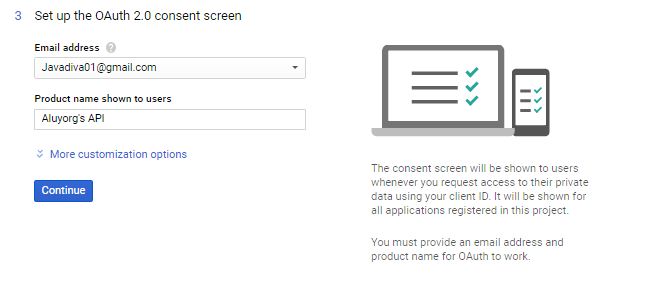 3 Set up the OAuth 2.0 consent screen
Email address ?
Javadiva01@gmail.com
Product name shown to users
Aluyorg's API
More customization options
Continue
The consent screen will be shown to users
whenever you request access to their private
data using your client ID. It will be shown for
all applications registered in this project.
You must provide an email address and
product name for OAuth to work.